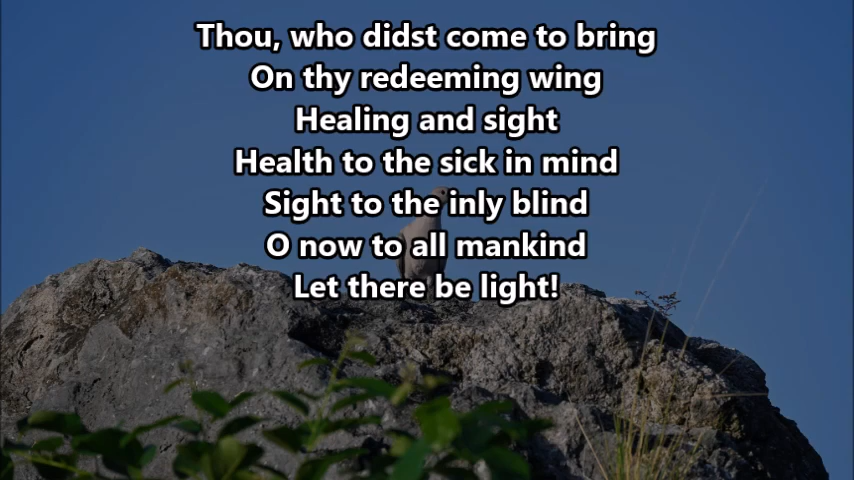 Thou, who didst come to bring
On thy redeeming wing
Healing and sight
Health to the sick in mind
Sight to the inly blind
O now to all mankind
Let there be light!